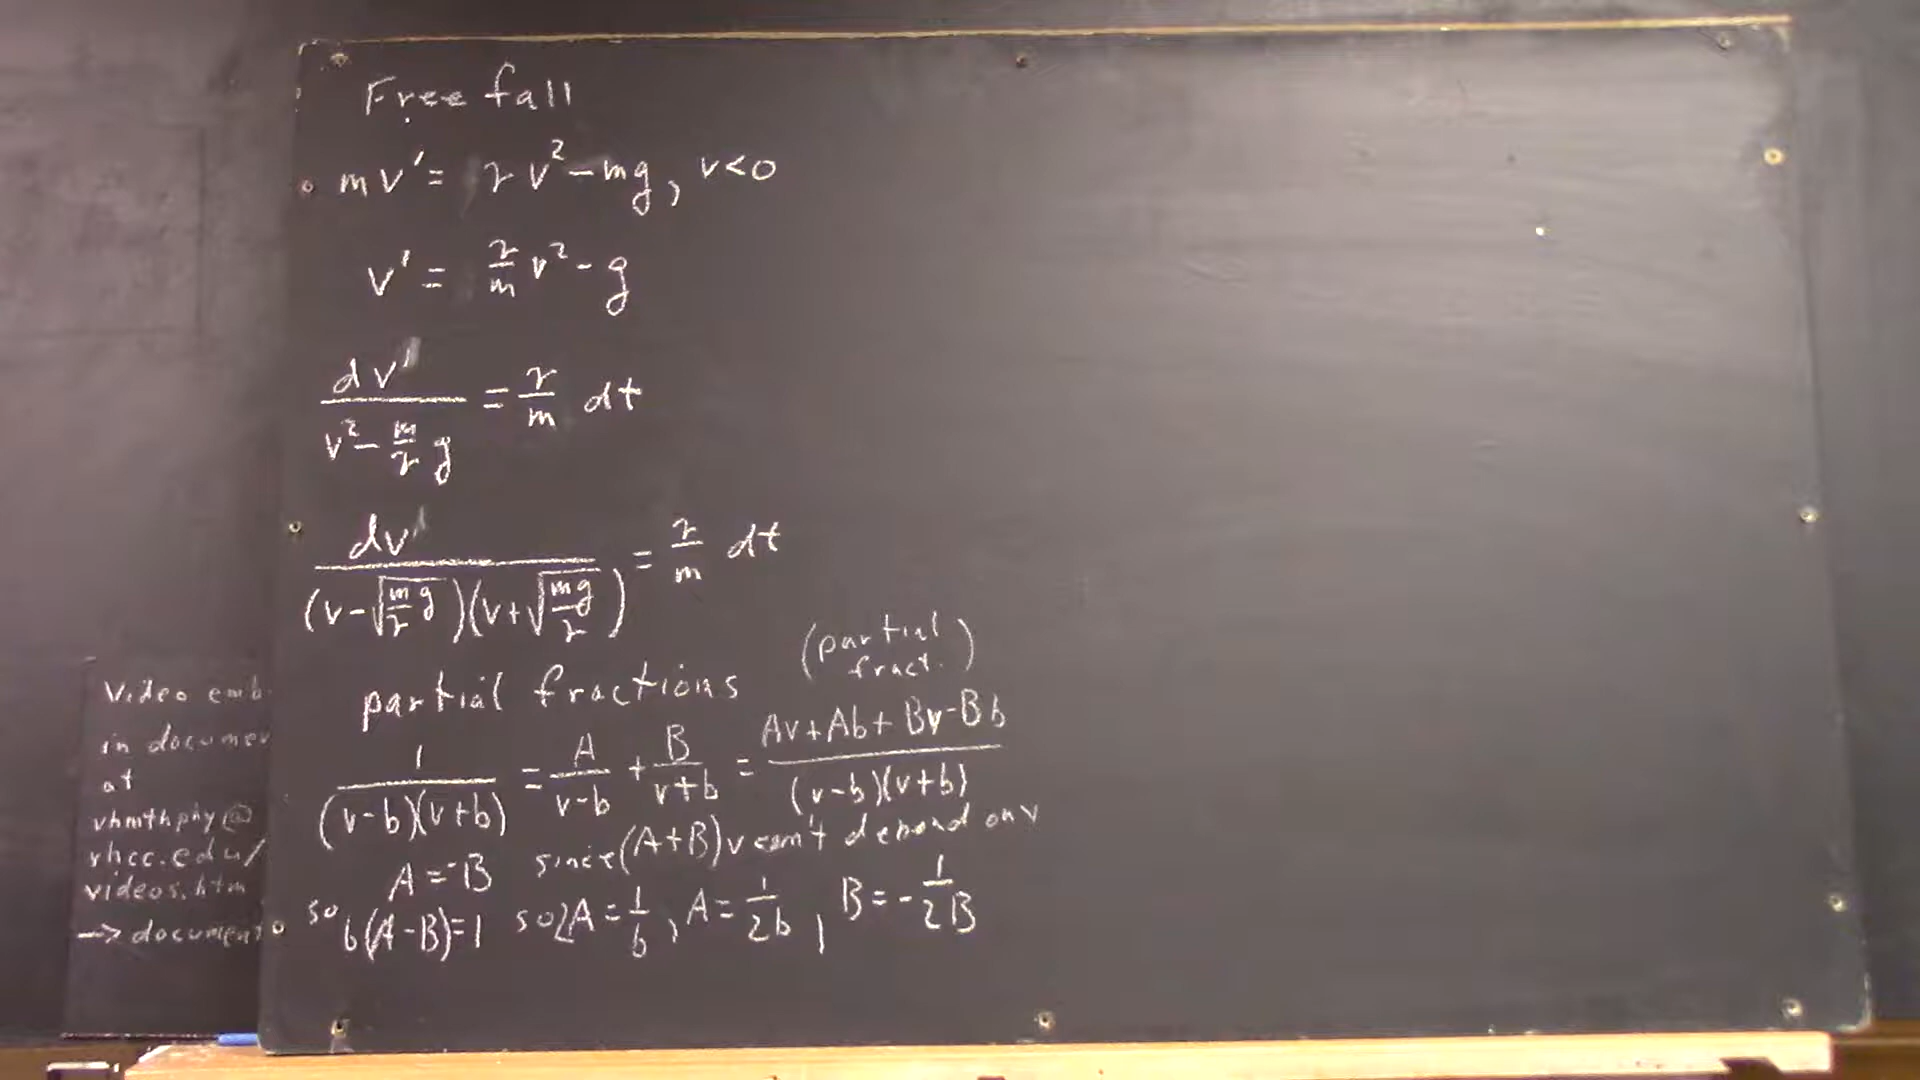 Free fall
mv' = γv² - mg, v<0
v' = γ/m v² - g
dv/(v² - m/γ g) = γ/m dt
dv/((v-√(m/γ g))(v+√(mg/γ))) = γ/m dt
partial fractions (partial fract.)
1/((v-b)(v+b)) = A/(v-b) + B/(v+b) = (Av+Ab+Bv-Bb)/((v-b)(v+b))
A=-B since (A+B)v can't depend on v
so b(A-B)=1 so 2A = 1/b, A = 1/2b, B = -1/2B
Video emb
in documen
at
vhmthphy@
rhcc.edu/
videos.htm
-> document